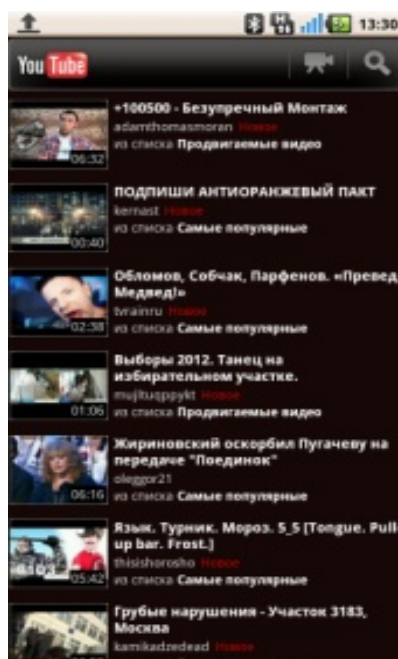 13:30
YouTube
+100500 - Безупречный Монтаж
adamthomasmoran Новое
06:32
из списка Продвигаемые видео
ПОДПИШИ АНТИОРАНЖЕВЫЙ ПАКТ
kernast Новое
00:40
из списка Самые популярные
Обломов, Собчак, Парфенов. «Превед,
Медвед!»
tvrainru Новое
02:38
из списка Самые популярные
Выборы 2012. Танец на
избирательном участке.
mujltuqppykt Новое
01:06
из списка Продвигаемые видео
Жириновский оскорбил Пугачеву на
передаче "Поединок"
oleggor21
06:16
из списка Самые популярные
Язык. Турник. Мороз. 5_5 [Tongue. Pull-
up bar. Frost.]
thisishorosho Новое
05:42
из списка Самые популярные
Грубые нарушения - Участок 3183,
Москва
kamikadzedead Новое